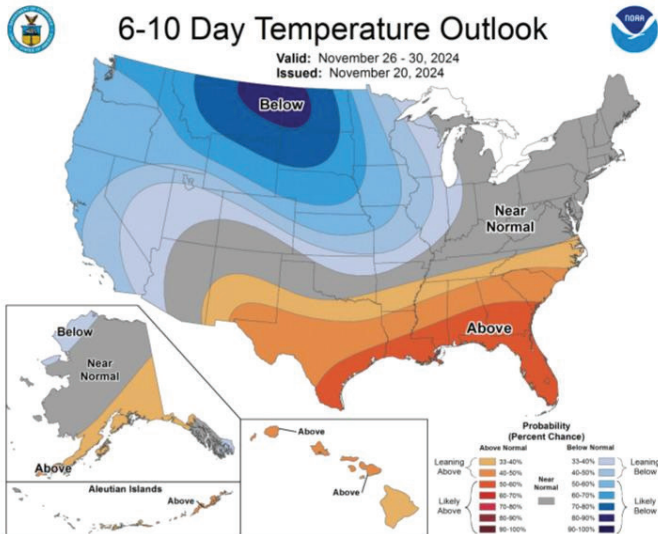 6-10 Day Temperature Outlook
NOAA
Valid: November 26 - 30, 2024
Issued: November 20, 2024
Below
Near
Normal
Above
Below
Near
Normal
Above
Above
Above
Aleutian Islands
Above
Probability
(Percent Chance)
Above Normal
Below Normal
Leaning
Above
33-40%
40-50%
50-60%
Likely
Above
60-70%
70-80%
80-90%
90-100%
Near
Normal
33-40%
40-50%
50-60%
Leaning
Below
60-70%
70-80%
80-90%
90-100%
Likely
Below